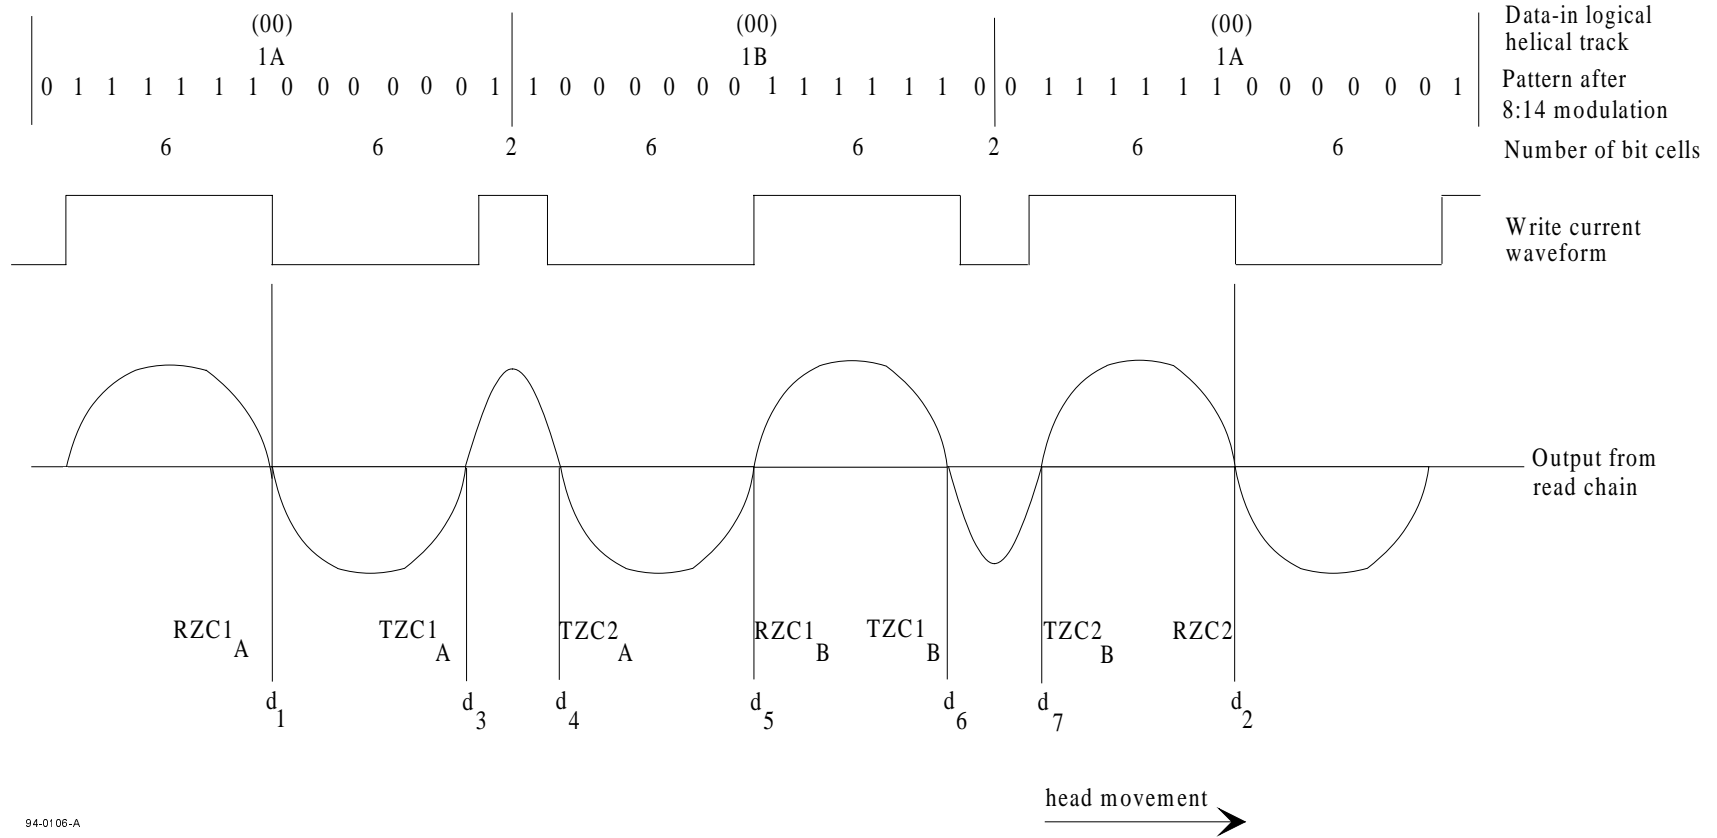 (00) (00) (00) Data-in logical
1A 1B 1A helical track
0 1 1 1 1 1 1 0 0 0 0 0 0 1 1 0 0 0 0 0 0 1 1 1 1 1 1 0 0 1 1 1 1 1 1 0 0 0 0 0 0 1 Pattern after
8:14 modulation
6 6 2 6 6 2 6 6 Number of bit cells
Write current
waveform
Output from
read chain
RZC1A TZC1A TZC2A RZC1B TZC1B TZC2B RZC2
d1 d3 d4 d5 d6 d7 d2
head movement
94-0106-A